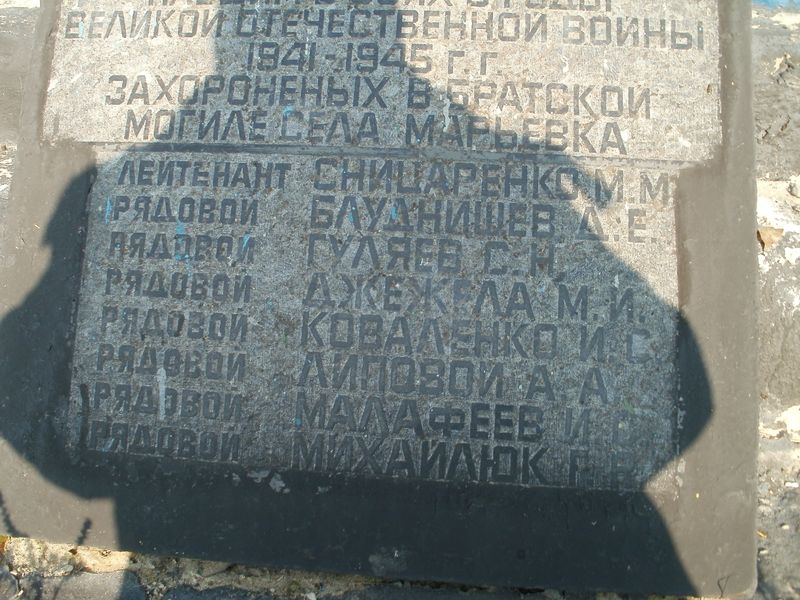 ВЕЛИКОЙ ОТЕЧЕСТВЕННОЙ ВОЙНЫ
1941-1945 Г.Г.
ЗАХОРОНЕНЫХ В БРАТСКОЙ
МОГИЛЕ СЕЛА МАРЬЕВКА
ЛЕЙТЕНАНТ СНИЦАРЕНКО М.М.
РЯДОВОЙ БЛУДНИШЕВ А.Е.
РЯДОВОЙ ГУЛЯЕВ С.Н.
РЯДОВОЙ ДЖЕЖЕЛА М.И.
РЯДОВОЙ КОВАЛЕНКО И.С.
РЯДОВОЙ ЛИПОВОЙ А.А.
РЯДОВОЙ МАЛАФЕЕВ И.
РЯДОВОЙ МИХАЙЛЮК